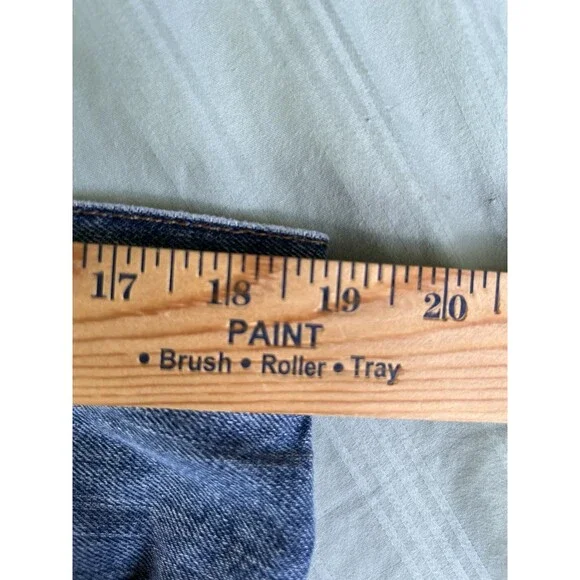 17 18 19 20
PAINT
• Brush • Roller • Tray